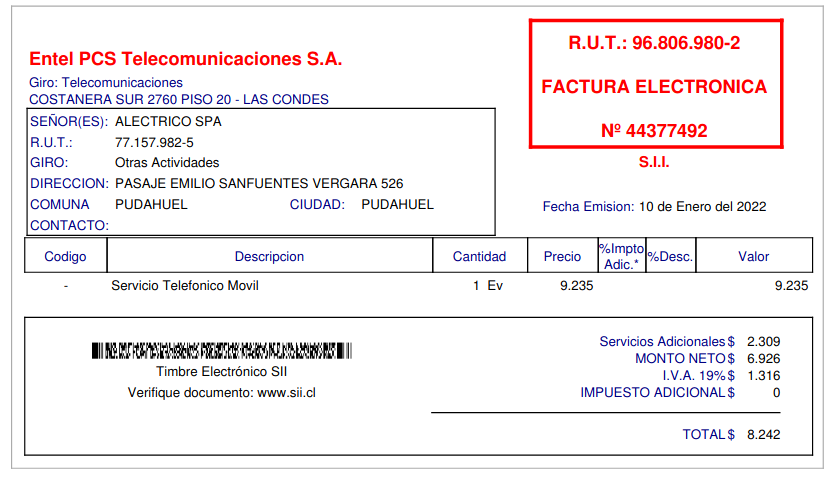 Entel PCS Telecomunicaciones S.A.
Giro: Telecomunicaciones
COSTANERA SUR 2760 PISO 20 - LAS CONDES
R.U.T.: 96.806.980-2
FACTURA ELECTRONICA
Nº 44377492
S.I.I.
SEÑOR(ES): ALECTRICO SPA
R.U.T.: 77.157.982-5
GIRO: Otras Actividades
DIRECCION: PASAJE EMILIO SANFUENTES VERGARA 526
COMUNA PUDAHUEL CIUDAD: PUDAHUEL
CONTACTO:
Fecha Emision: 10 de Enero del 2022
Codigo Descripcion Cantidad Precio %Impto Adic.* %Desc. Valor
- Servicio Telefonico Movil 1 Ev 9.235 9.235
Timbre Electrónico SII
Verifique documento: www.sii.cl
Servicios Adicionales $ 2.309
MONTO NETO $ 6.926
I.V.A. 19% $ 1.316
IMPUESTO ADICIONAL $ 0
TOTAL $ 8.242